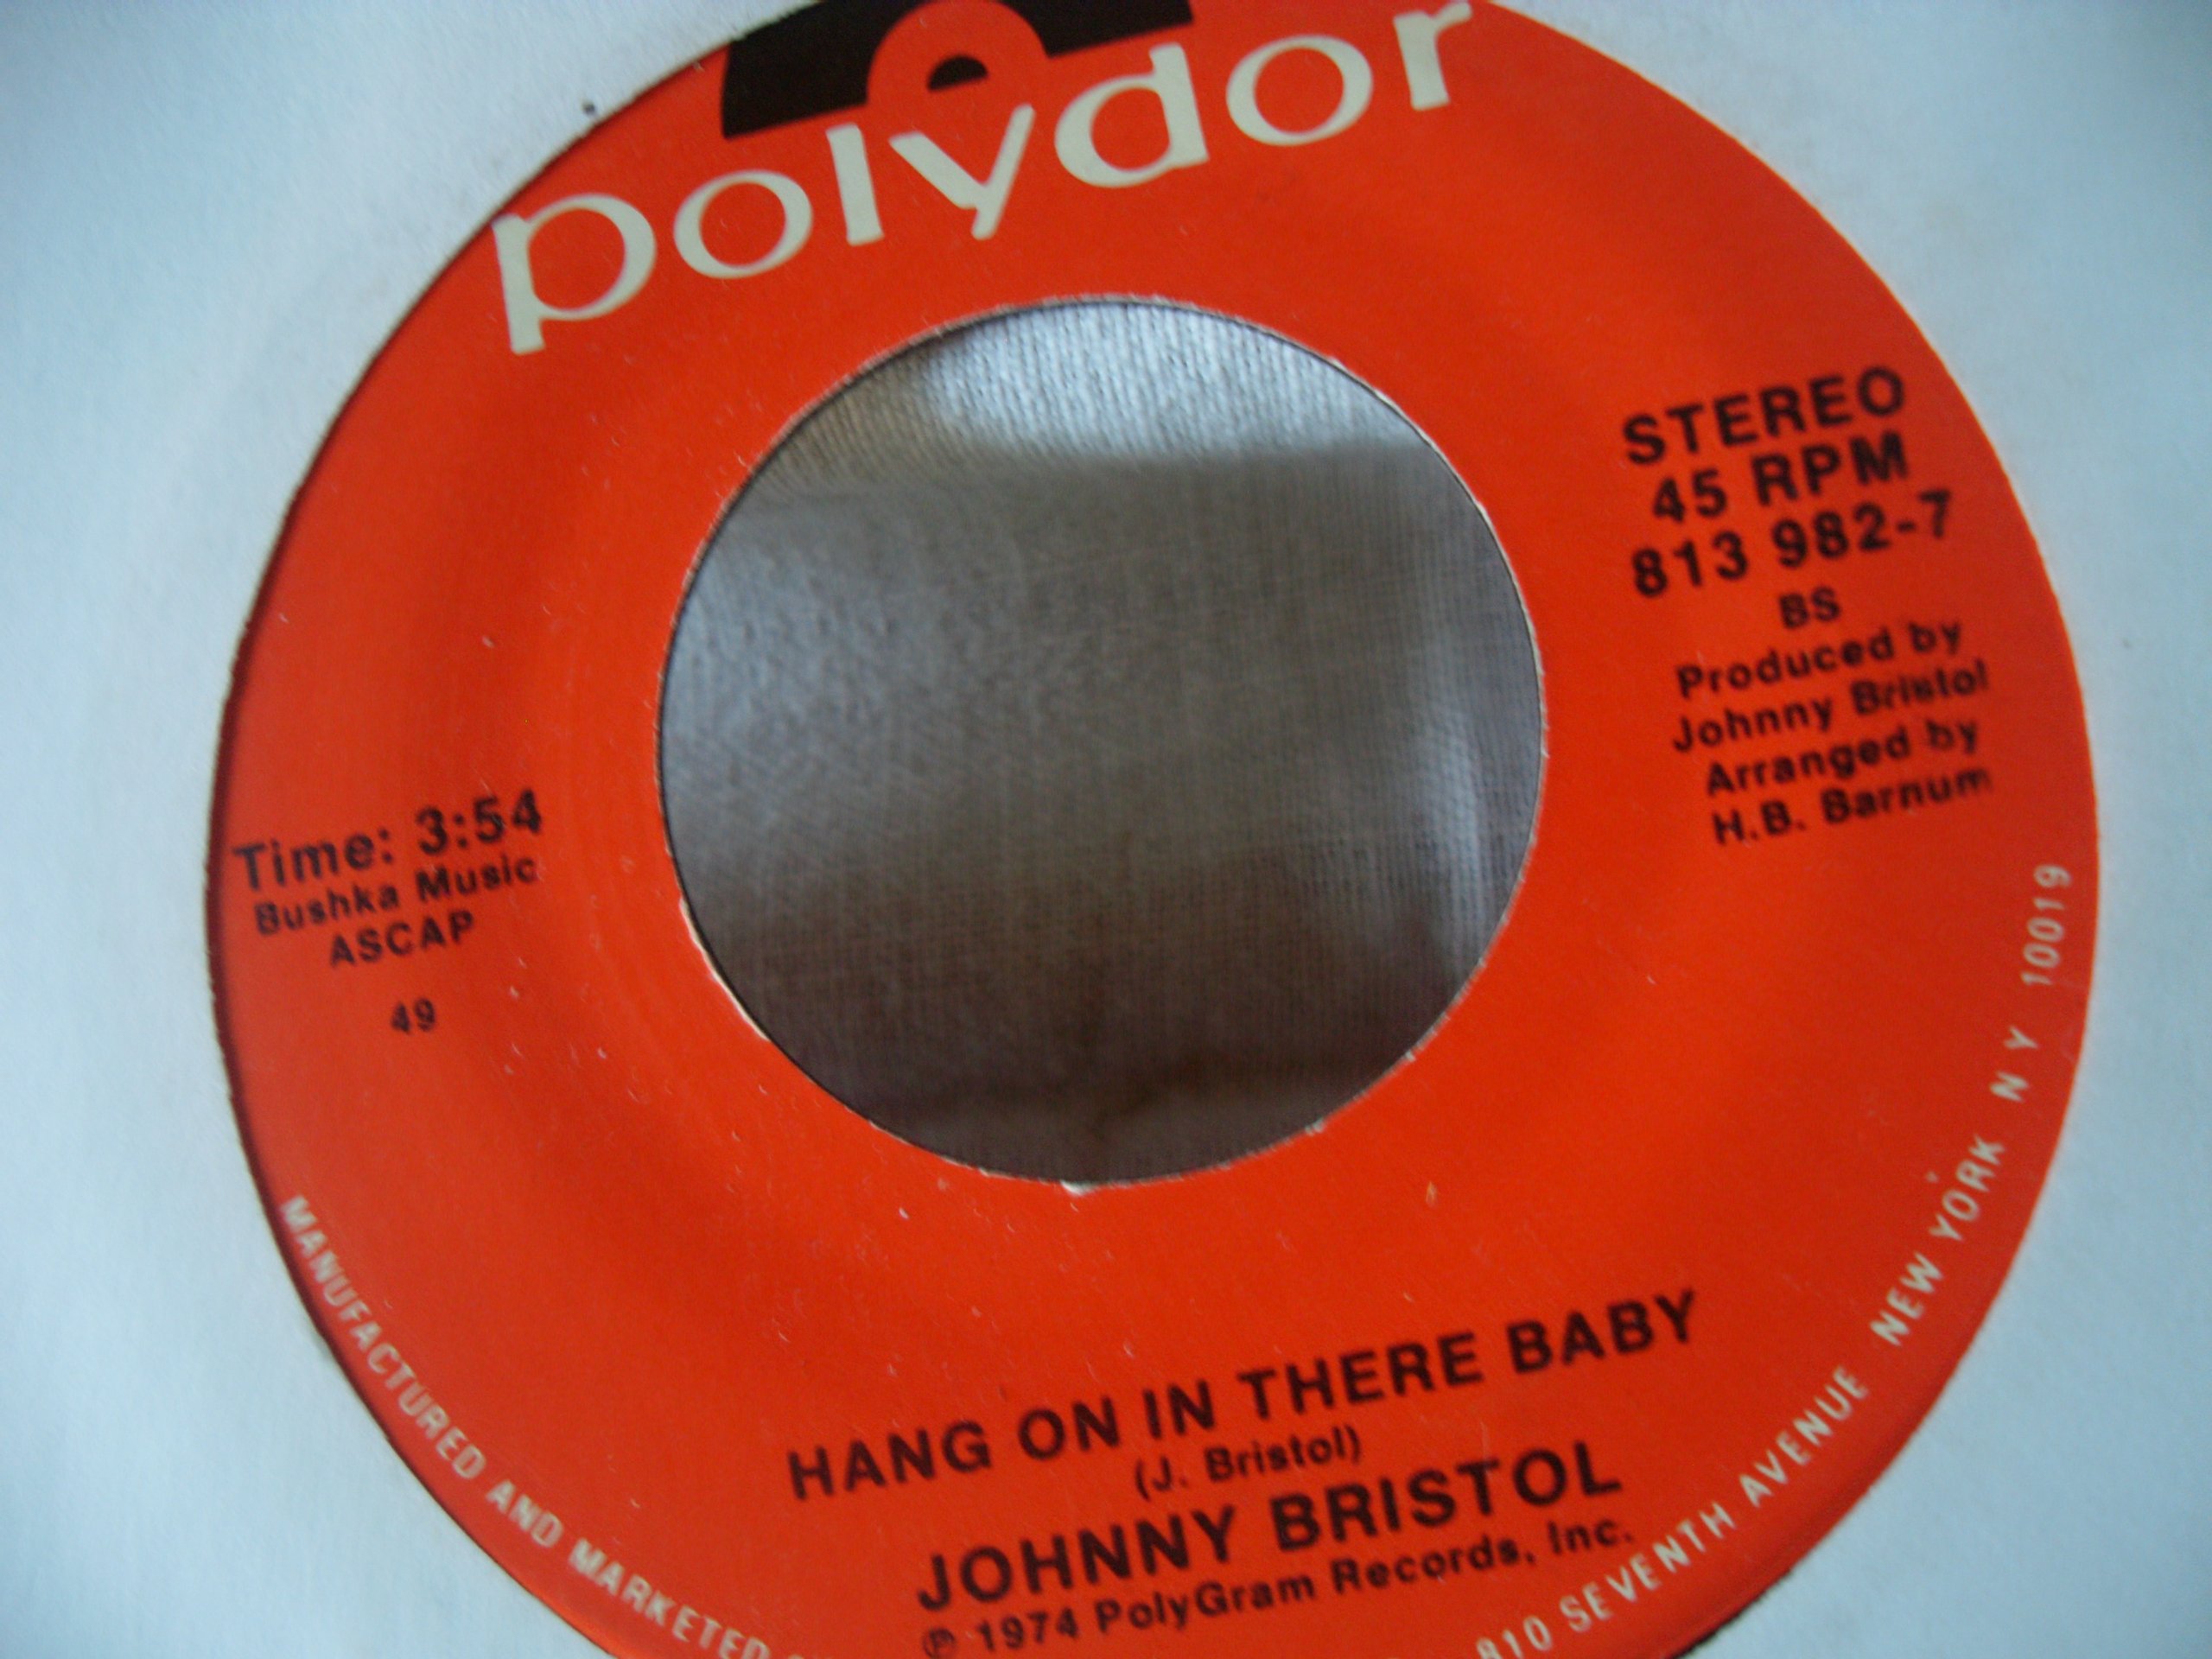 polydor
STEREO
45 RPM
813 982-7
BS
Produced by
Johnny Bristol
Arranged by
H.B. Barnum
Time: 3:54
Bushka Music
ASCAP
49
HANG ON IN THERE BABY
(J. Bristol)
JOHNNY BRISTOL
℗ 1974 PolyGram Records, Inc.
MANUFACTURED AND MARKETED
810 SEVENTH AVENUE NEW YORK N Y 10019